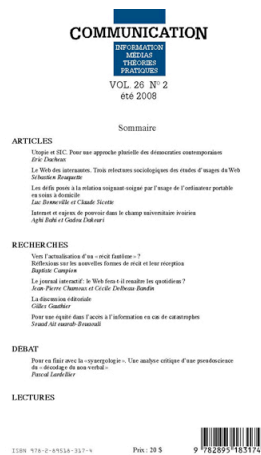 COMMUNICATION
INFORMATION
MÉDIAS
THÉORIES
PRATIQUES
VOL. 26 N° 2
été 2008
Sommaire
ARTICLES
Utopie et SIC. Pour une approche plurielle des démocraties contemporaines
Eric Dacheux
Le Web des internautes. Trois relectures sociologiques des études d'usages du Web
Sébastien Rouquette
Les défis posés à la relation soignant-soigné par l'usage de l'ordinateur portable
en soins à domicile
Luc Bonneville et Claude Sicotte
Internet et enjeux de pouvoir dans le champ universitaire ivoirien
Aghi Bahi et Gadou Dakouri
RECHERCHES
Vers l'actualisation d'un « récit fantôme » ?
Réflexions sur les nouvelles formes de récit et leur réception
Baptiste Campion
Le journal interactif : le Web fera-t-il renaître les quotidiens ?
Jean-Pierre Chamoux et Cécile Delbeau-Bandin
La discussion éditoriale
Gilles Gauthier
Pour une équité dans l'accès à l'information en cas de catastrophes
Souad Ait ouarab-Bouaouli
DÉBAT
Pour en finir avec la « synergologie ». Une analyse critique d'une pseudoscience
du « décodage du non-verbal »
Pascal Lardellier
LECTURES
ISBN 978-2-89518-317-4
Prix : 20 $
9 782895 183174